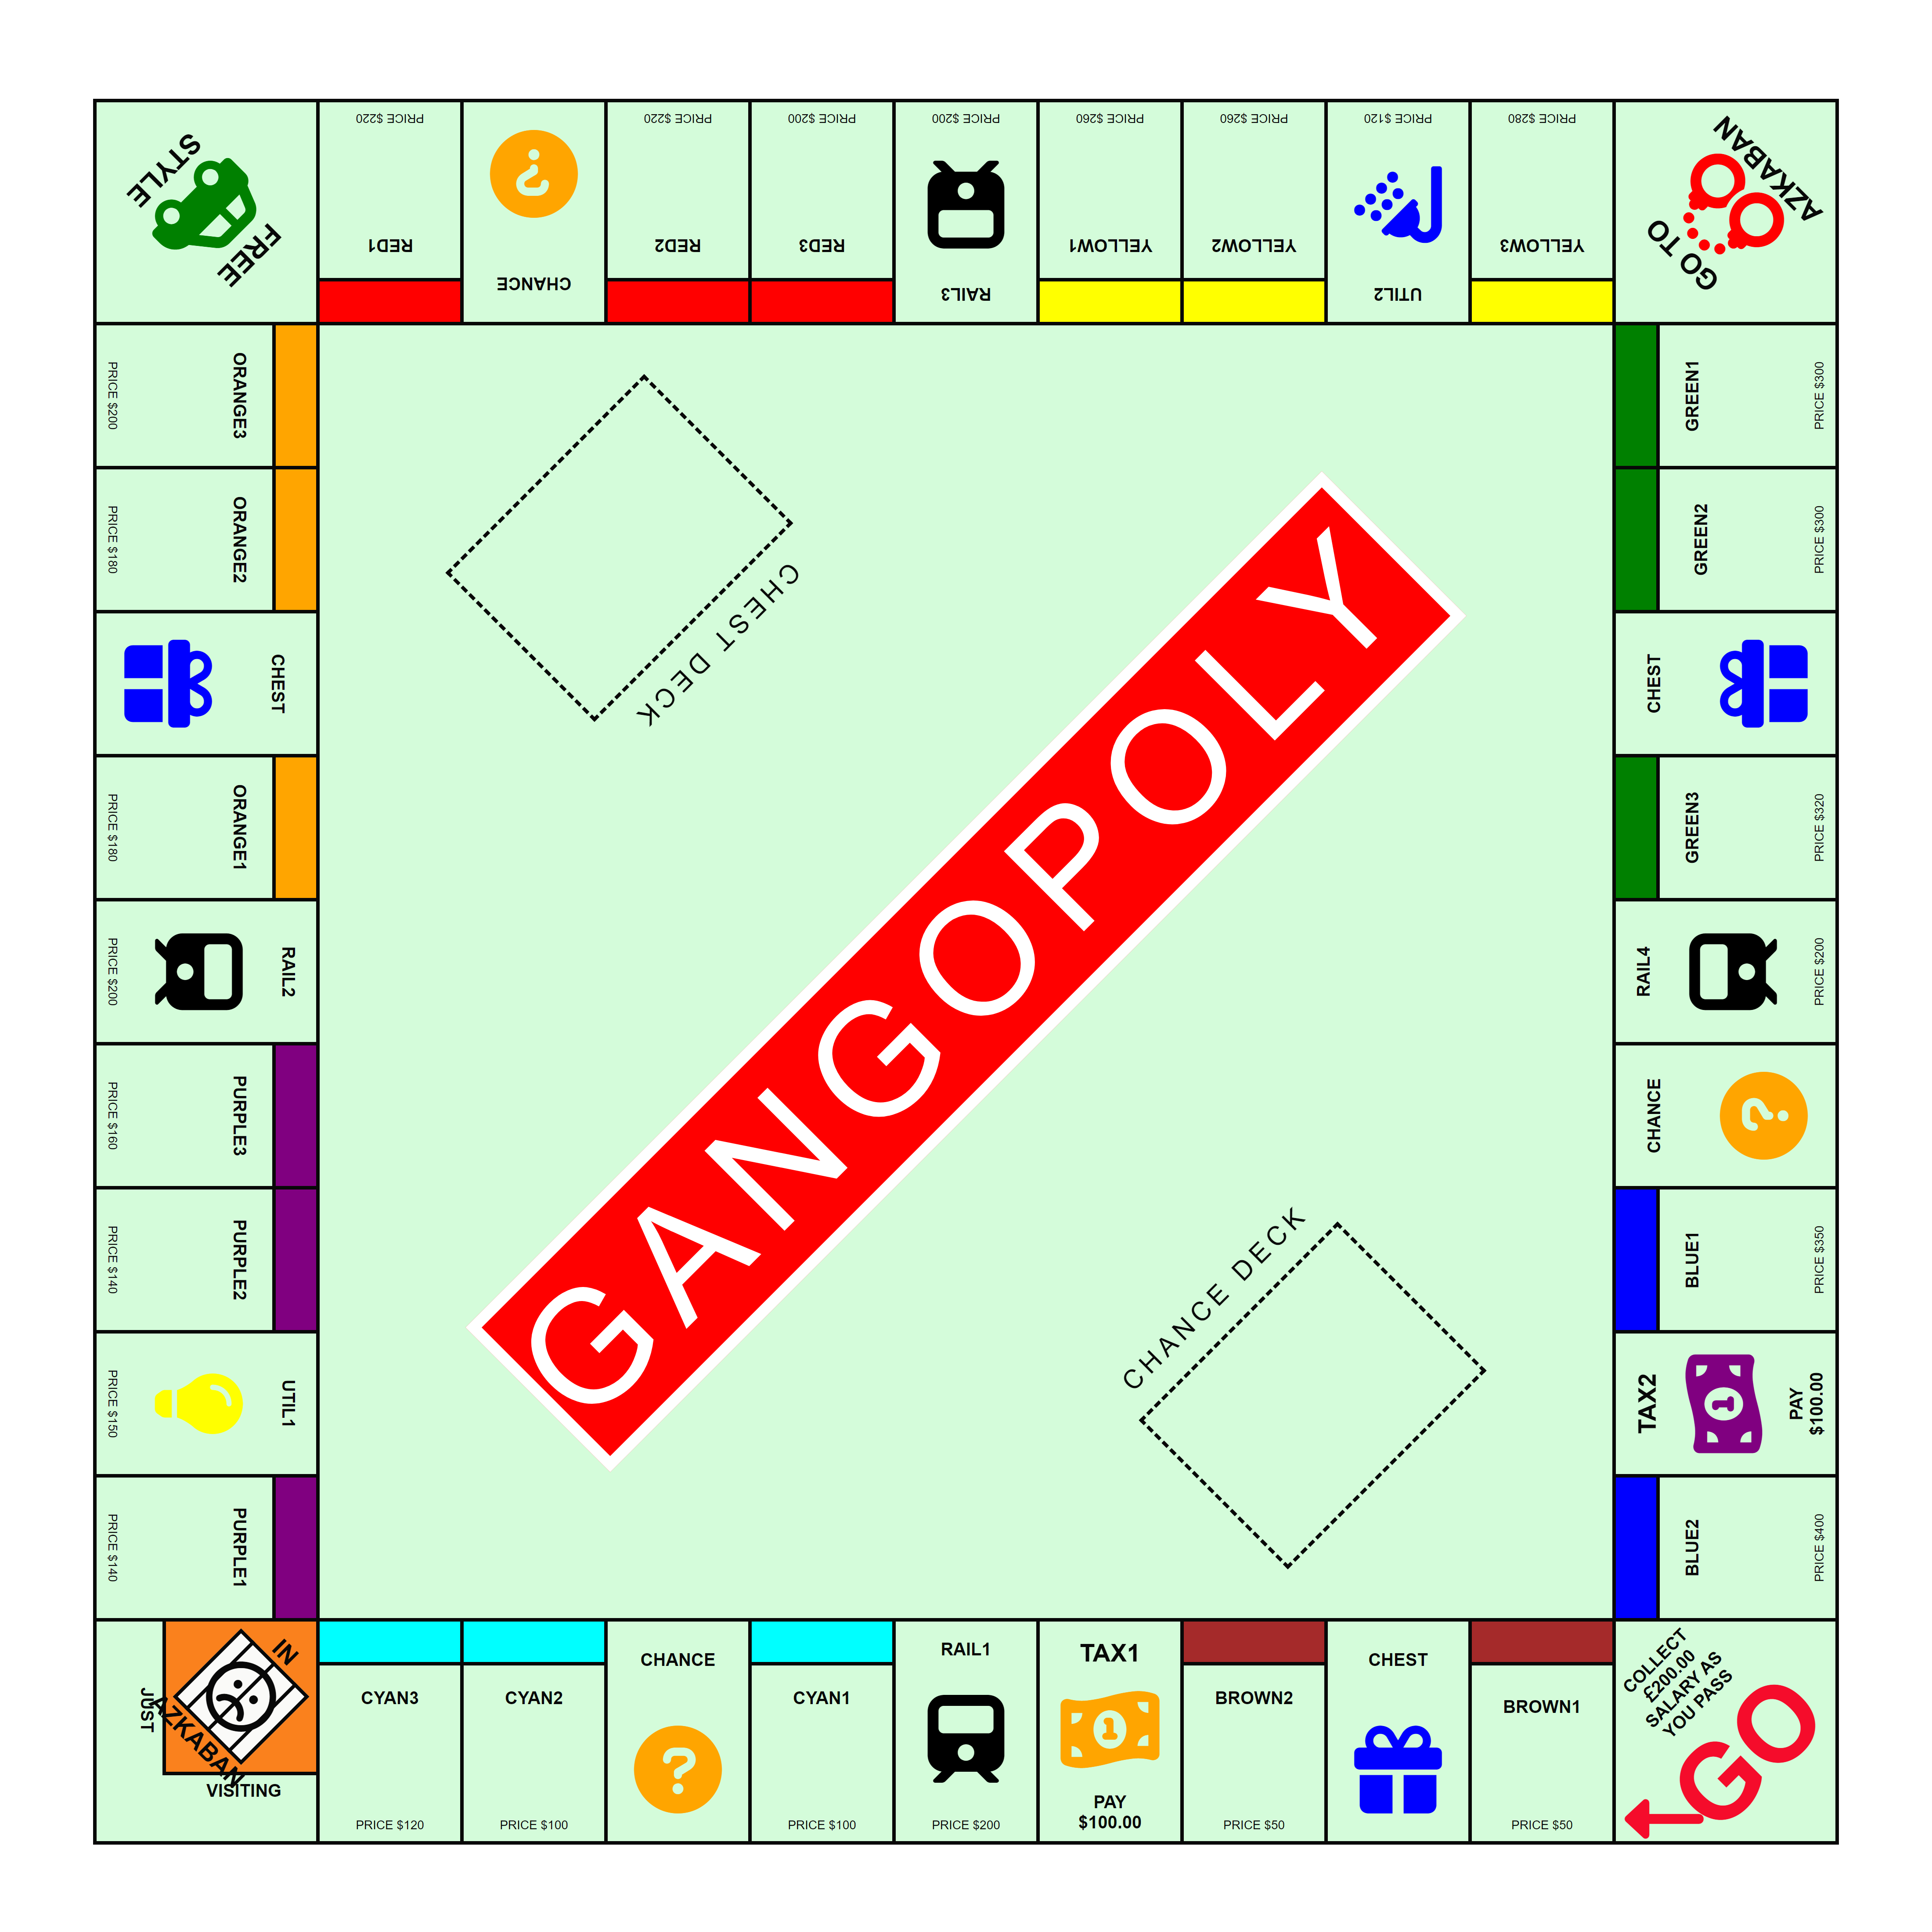 FREE
STYLE
PRICE $220
RED1
CHANCE
PRICE $220
RED2
PRICE $200
RED3
PRICE $200
RAIL3
PRICE $260
YELLOW1
PRICE $260
YELLOW2
PRICE $120
UTIL2
PRICE $280
YELLOW3
GO TO
AZKABAN
ORANGE3
PRICE $200
ORANGE2
PRICE $180
CHEST
ORANGE1
PRICE $180
RAIL2
PRICE $200
PURPLE3
PRICE $160
PURPLE2
PRICE $140
UTIL1
PRICE $150
PURPLE1
PRICE $140
CHEST DECK
GANGOPOLY
CHANCE DECK
GREEN1
PRICE $300
GREEN2
PRICE $300
CHEST
GREEN3
PRICE $320
RAIL4
PRICE $200
CHANCE
?
BLUE1
PRICE $350
TAX2
1
PAY
$100.00
BLUE2
PRICE $400
IN
AZKABAN
JUST
VISITING
CYAN3
PRICE $120
CYAN2
PRICE $100
CHANCE
?
CYAN1
PRICE $100
RAIL1
PRICE $200
TAX1
1
PAY
$100.00
BROWN2
PRICE $50
CHEST
BROWN1
PRICE $50
COLLECT
£200.00
SALARY AS
YOU PASS
GO